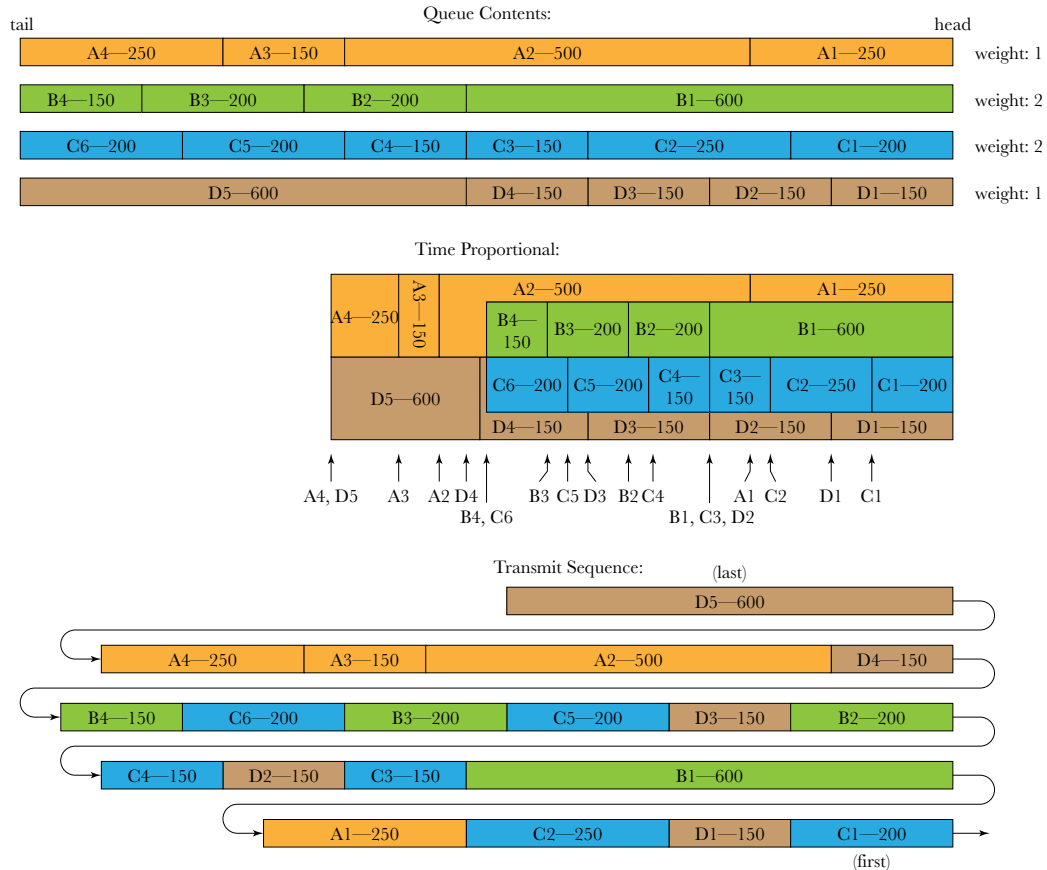 Queue Contents:
tail head
A4—250 A3—150 A2—500 A1—250 weight: 1
B4—150 B3—200 B2—200 B1—600 weight: 2
C6—200 C5—200 C4—150 C3—150 C2—250 C1—200 weight: 2
D5—600 D4—150 D3—150 D2—150 D1—150 weight: 1
Time Proportional:
A4—250 A3—150 A2—500 A1—250
B4—150 B3—200 B2—200 B1—600
C6—200 C5—200 C4—150 C3—150 C2—250 C1—200
D5—600 D4—150 D3—150 D2—150 D1—150
A4, D5 A3 A2 D4 B3 C5 D3 B2 C4 A1 C2 D1 C1
B4, C6 B1, C3, D2
Transmit Sequence: (last)
D5—600
A4—250 A3—150 A2—500 D4—150
B4—150 C6—200 B3—200 C5—200 D3—150 B2—200
C4—150 D2—150 C3—150 B1—600
A1—250 C2—250 D1—150 C1—200
(first)